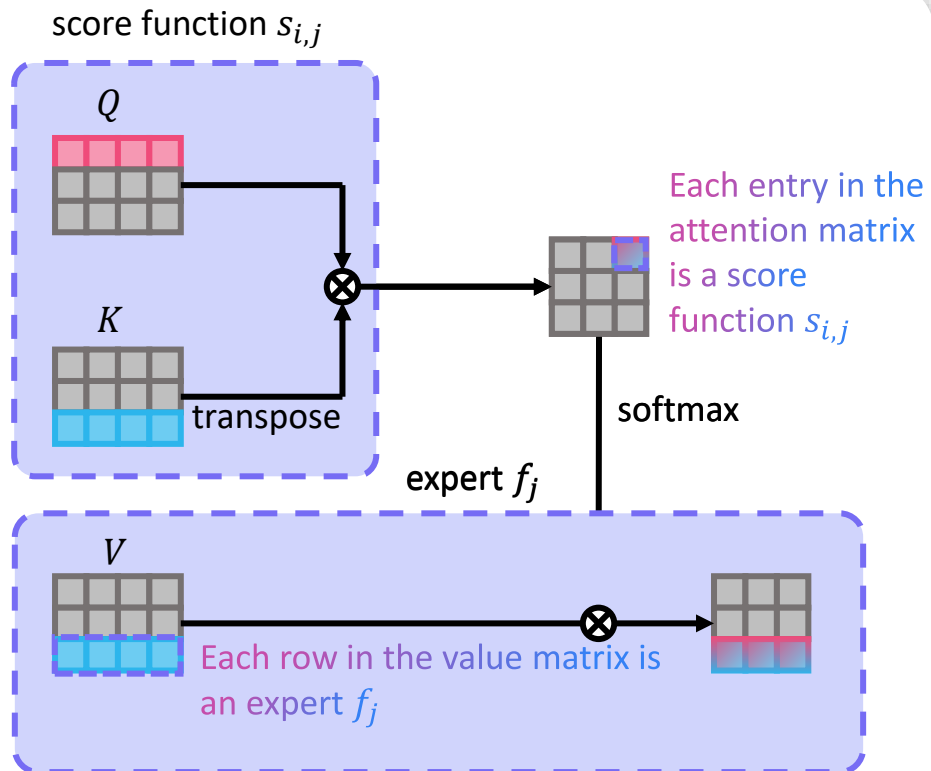 score function s_{i,j}
Q
Each entry in the
attention matrix
is a score
function s_{i,j}
K
transpose
softmax
expert f_j
V
Each row in the value matrix is
an expert f_j